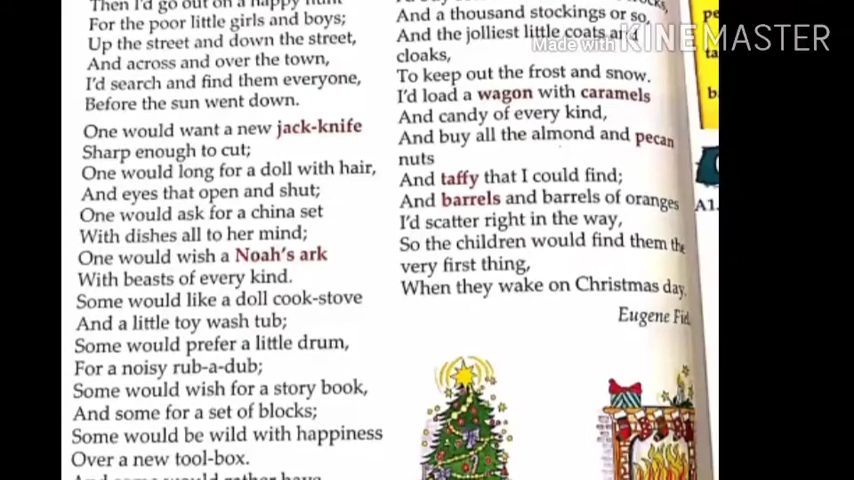 Then I'd go out on a happy hunt
For the poor little girls and boys;
Up the street and down the street,
And across and over the town,
I'd search and find them everyone,
Before the sun went down.
One would want a new jack-knife
Sharp enough to cut;
One would long for a doll with hair,
And eyes that open and shut;
One would ask for a china set
With dishes all to her mind;
One would wish a Noah's ark
With beasts of every kind.
Some would like a doll cook-stove
And a little toy wash tub;
Some would prefer a little drum,
For a noisy rub-a-dub;
Some would wish for a story book,
And some for a set of blocks;
Some would be wild with happiness
Over a new tool-box.
And some would rather have
And a thousand stockings or so,
And the jolliest little coats and
cloaks,
To keep out the frost and snow.
I'd load a wagon with caramels
And candy of every kind,
And buy all the almond and pecan
nuts
And taffy that I could find;
And barrels and barrels of oranges
I'd scatter right in the way,
So the children would find them the
very first thing,
When they wake on Christmas day.
Eugene
Made with KINEMASTER
A1.